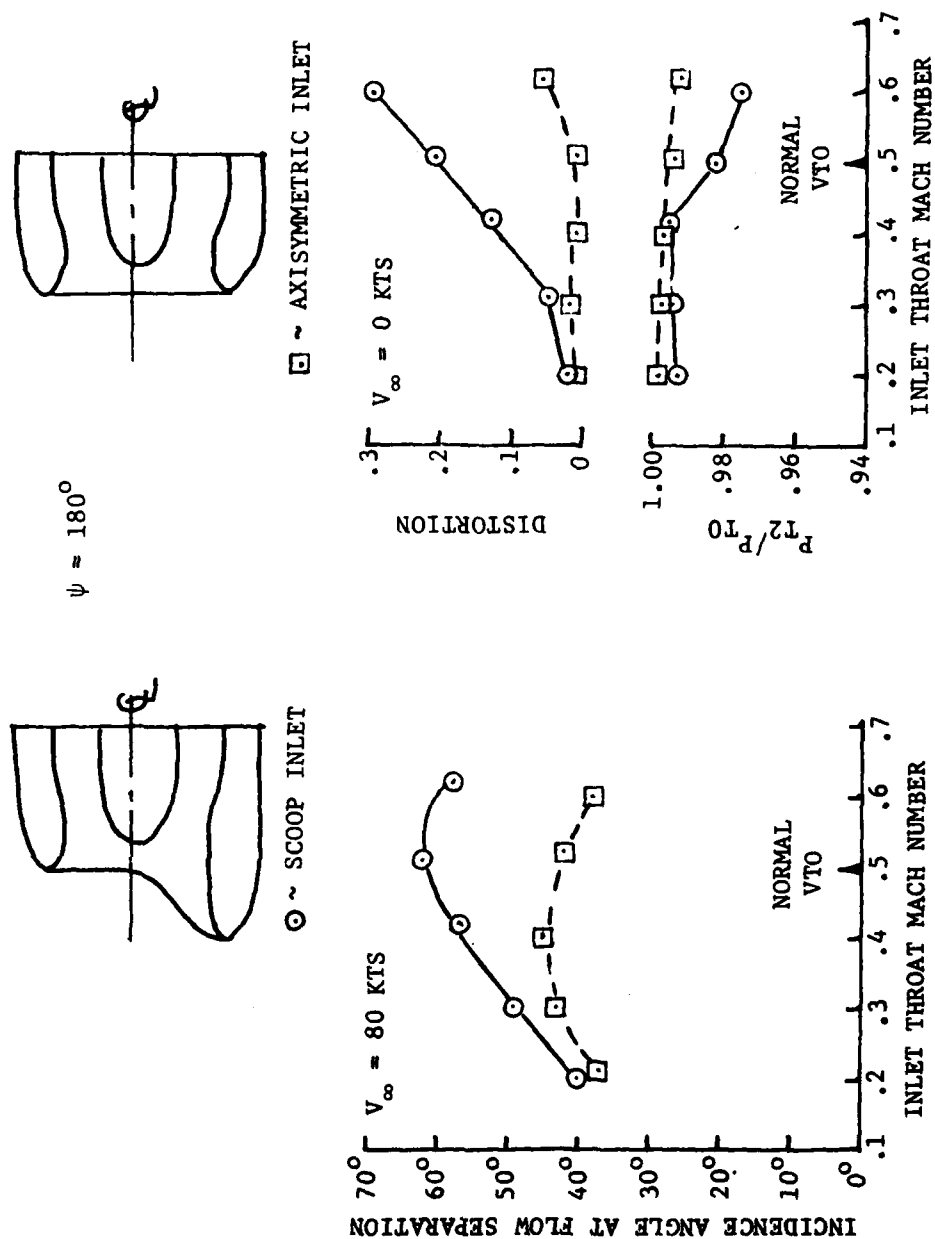 ψ = 180°
⊙ ~ SCOOP INLET
⊡ ~ AXISYMMETRIC INLET
V∞ = 80 KTS
INCIDENCE ANGLE AT FLOW SEPARATION
70°
60°
50°
40°
30°
20°
10°
0°
NORMAL
VTO
.1 .2 .3 .4 .5 .6 .7
INLET THROAT MACH NUMBER
V∞ = 0 KTS
DISTORTION
.3
.2
.1
0
PT2/PT0
1.00
.98
.96
.94
NORMAL
VTO
.1 .2 .3 .4 .5 .6 .7
INLET THROAT MACH NUMBER